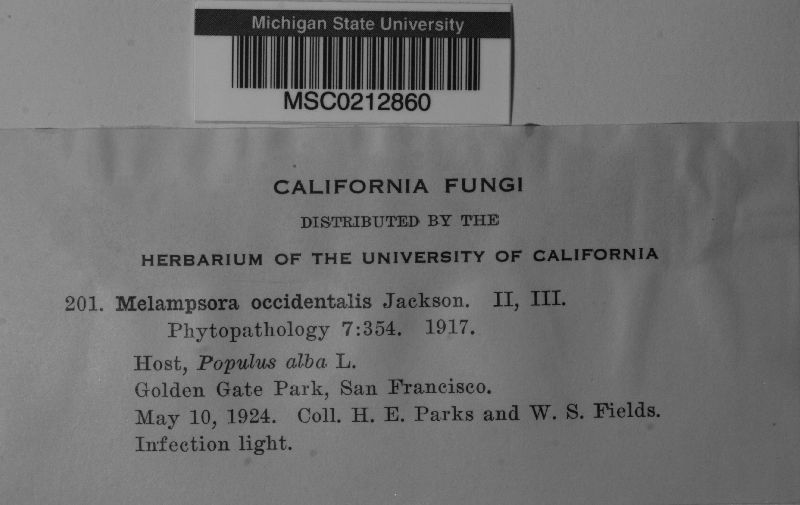 Michigan State University
MSC0212860
CALIFORNIA FUNGI
DISTRIBUTED BY THE
HERBARIUM OF THE UNIVERSITY OF CALIFORNIA
201. Melampsora occidentalis Jackson. II, III.
Phytopathology 7:354. 1917.
Host, Populus alba L.
Golden Gate Park, San Francisco.
May 10, 1924. Coll. H. E. Parks and W. S. Fields.
Infection light.